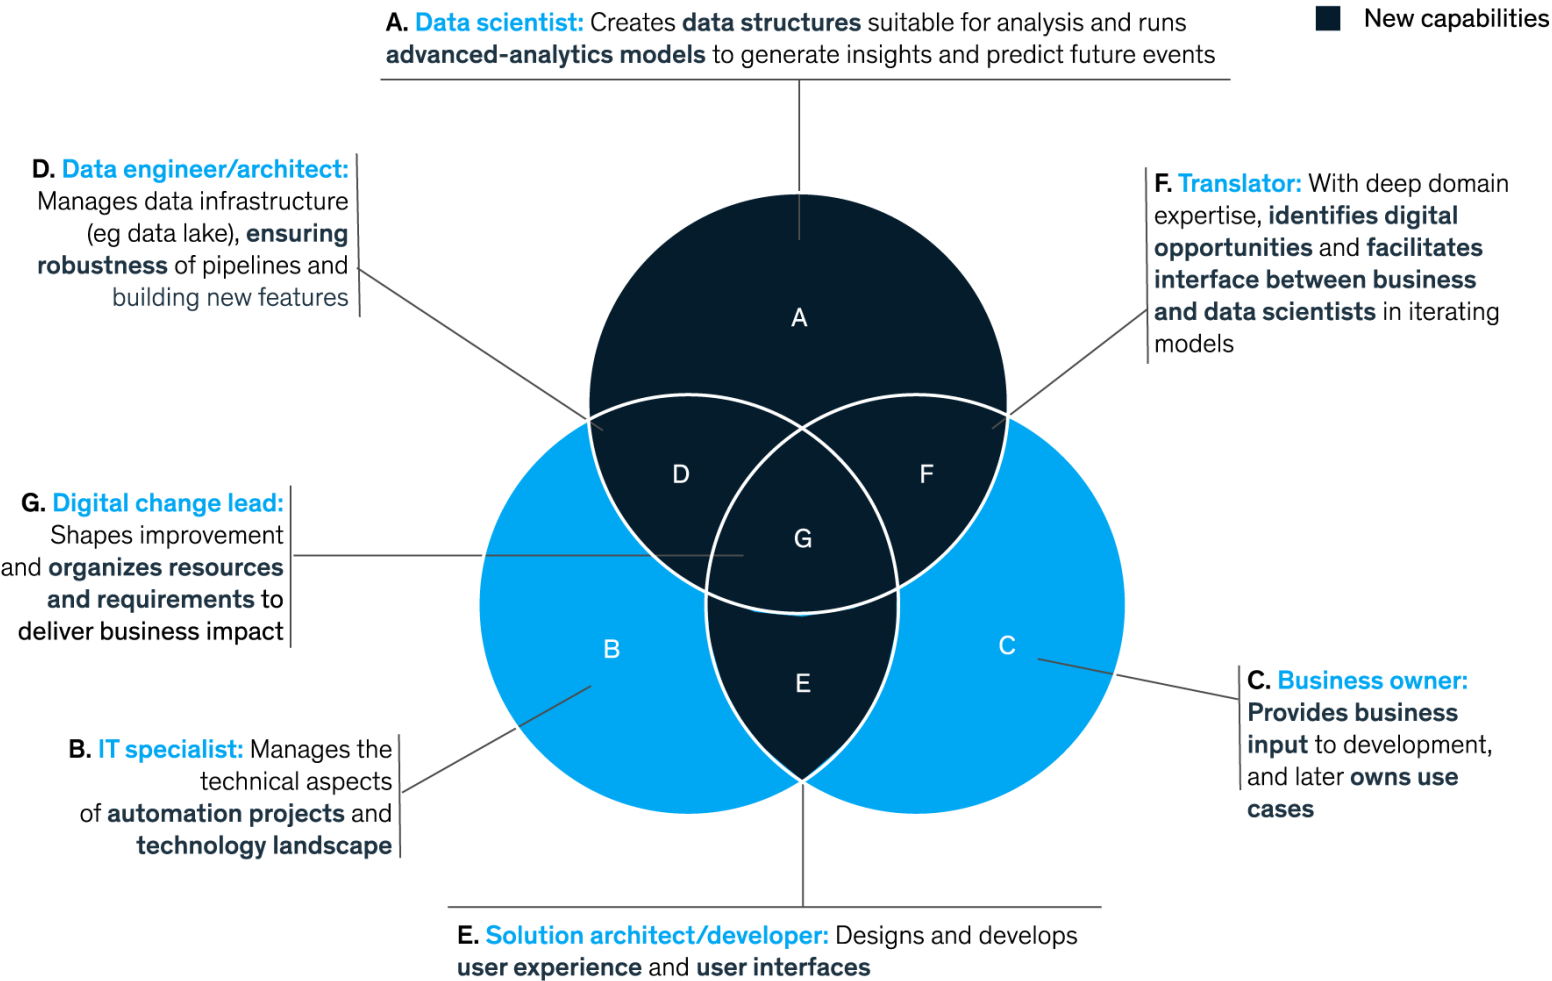 A. Data scientist: Creates data structures suitable for analysis and runs
advanced-analytics models to generate insights and predict future events
New capabilities
D. Data engineer/architect:
Manages data infrastructure
(eg data lake), ensuring
robustness of pipelines and
building new features
F. Translator: With deep domain
expertise, identifies digital
opportunities and facilitates
interface between business
and data scientists in iterating
models
A
D
F
G
B
C
E
G. Digital change lead:
Shapes improvement
and organizes resources
and requirements to
deliver business impact
B. IT specialist: Manages the
technical aspects
of automation projects and
technology landscape
C. Business owner:
Provides business
input to development,
and later owns use
cases
E. Solution architect/developer: Designs and develops
user experience and user interfaces